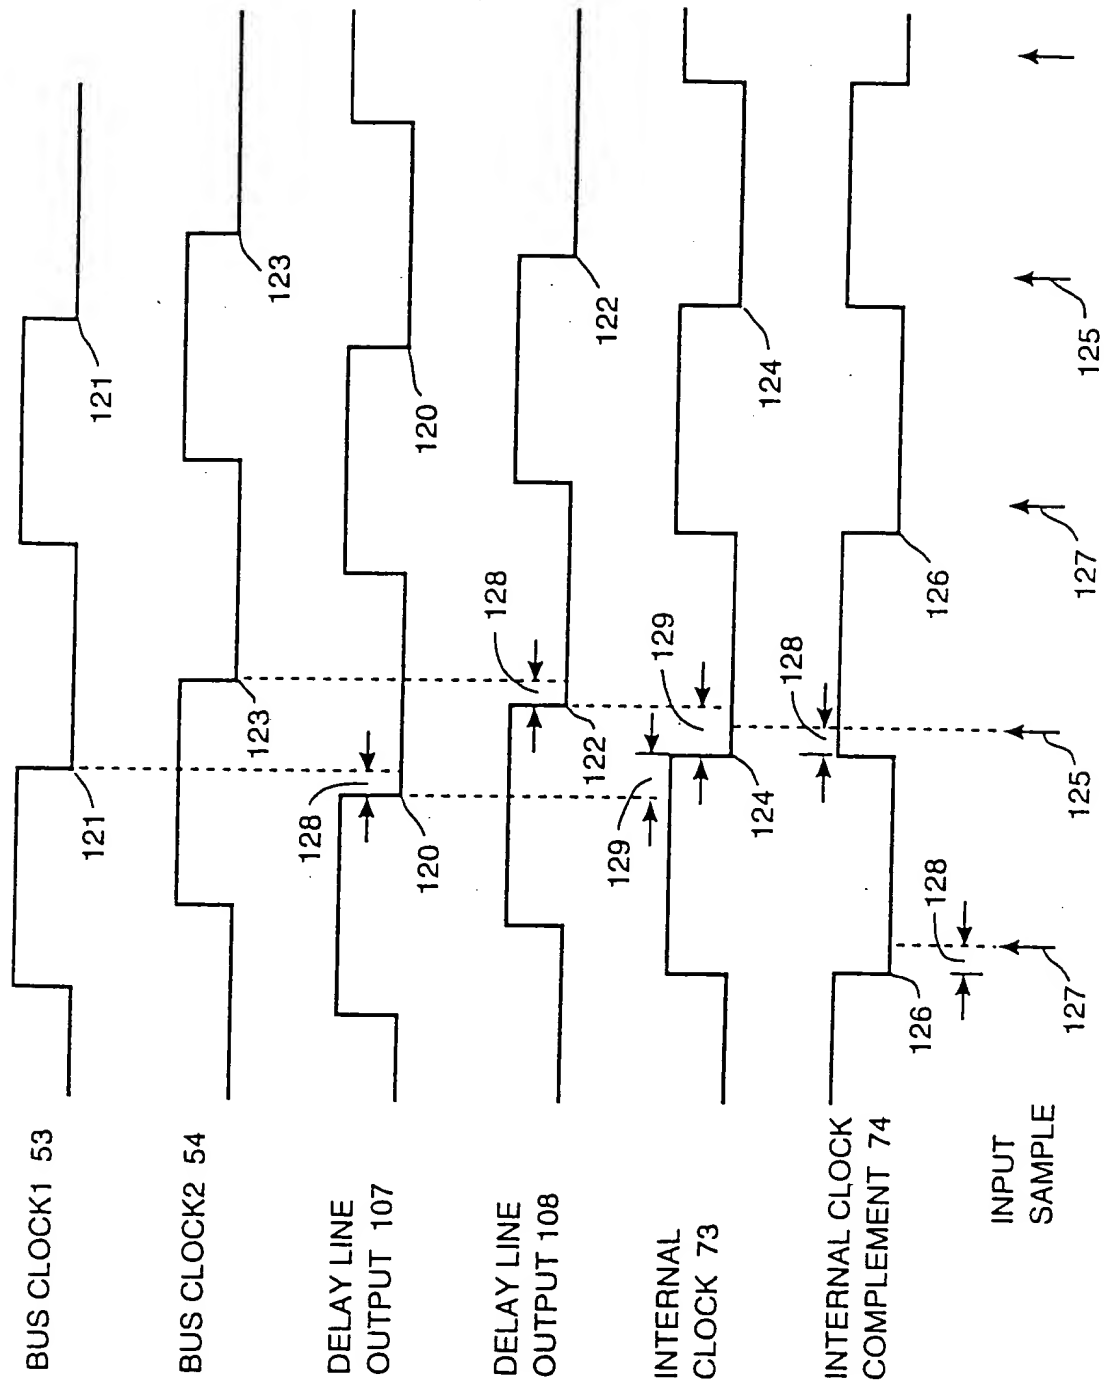 BUS CLOCK1 53
121
121
BUS CLOCK2 54
123
123
DELAY LINE
OUTPUT 107
128
120
120
DELAY LINE
OUTPUT 108
128
122
122
INTERNAL
CLOCK 73
129
129
124
124
INTERNAL CLOCK
COMPLEMENT 74
128
126
126
128
INPUT
SAMPLE
127
125
127
125